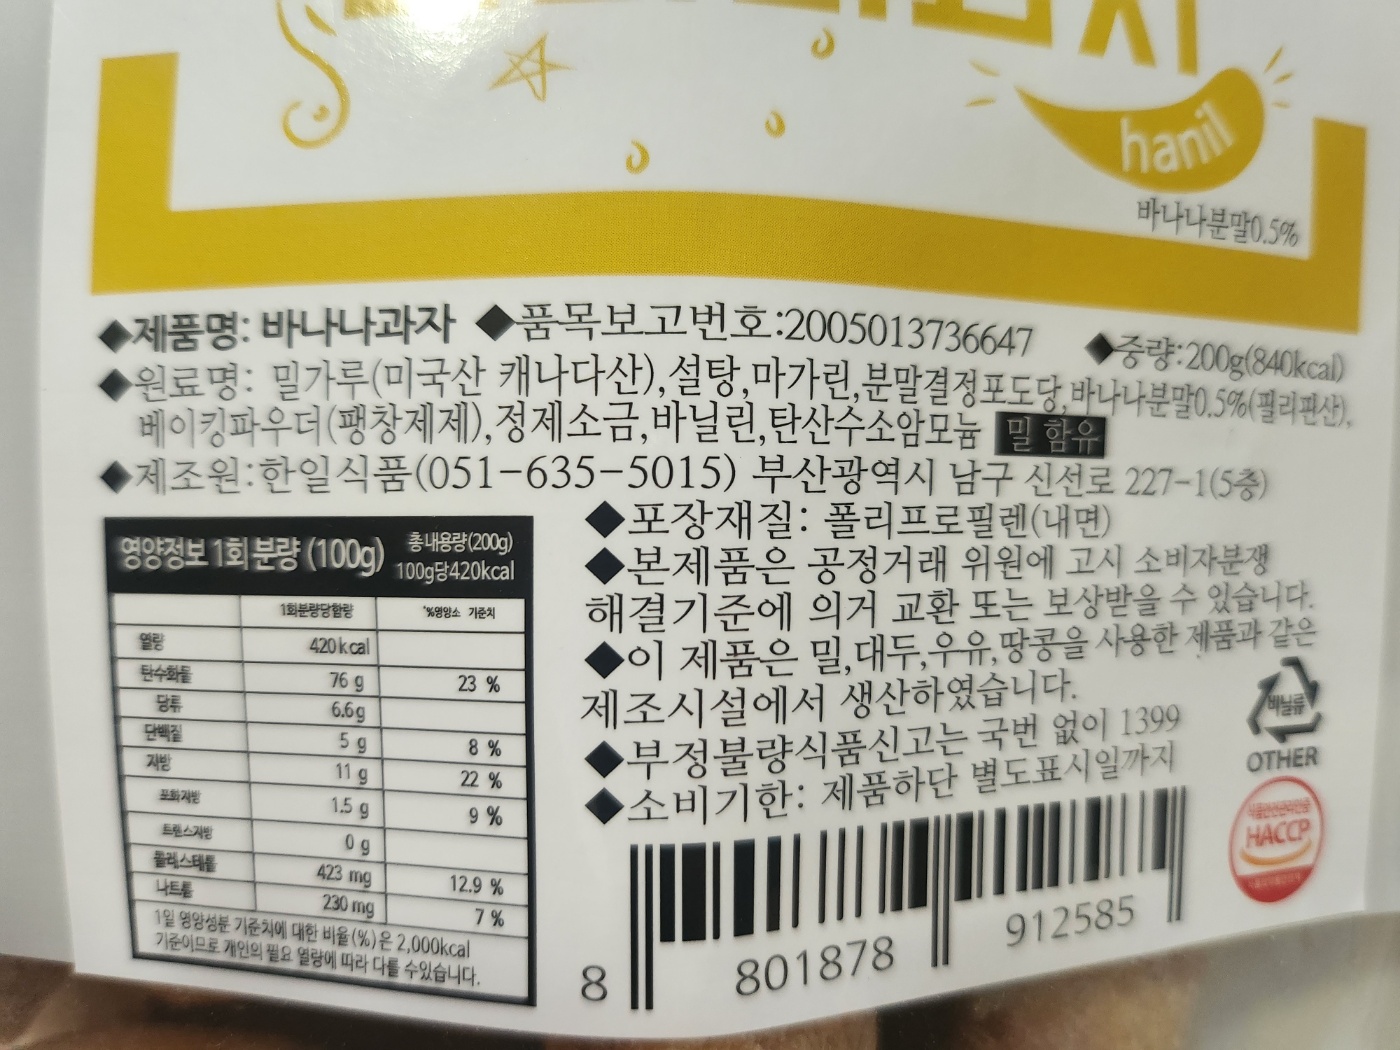 hanil
바나나분말0.5%
◆제품명: 바나나과자 ◆품목보고번호:2005013736647 ◆중량:200g(840kcal)
◆원료명: 밀가루(미국산 캐나다산),설탕,마가린,분말결정포도당,바나나분말0.5%(필리핀산),
베이킹파우더(팽창제제),정제소금,바닐린,탄산수소암모늄 밀 함유
◆제조원:한일식품(051-635-5015) 부산광역시 남구 신선로 227-1(5층)
영양정보 1회 분량 (100g) 총 내용량(200g)
100g당420kcal
1회분량당함량 *%영양소 기준치
열량 420kcal
탄수화물 76 g 23 %
당류 6.6g
단백질 5 g 8 %
지방 11 g 22 %
포화지방 1.5 g 9 %
트랜스지방 0 g
콜레스테롤 423 mg 12.9 %
나트륨 230 mg 7 %
1일 영양성분 기준치에 대한 비율(%)은 2,000kcal
기준이므로 개인의 필요 열량에 따라 다를 수있습니다.
◆포장재질: 폴리프로필렌(내면)
◆본제품은 공정거래 위원에 고시 소비자분쟁
해결기준에 의거 교환 또는 보상받을 수 있습니다.
◆이 제품은 밀,대두,우유,땅콩을 사용한 제품과 같은
제조시설에서 생산하였습니다.
◆부정불량식품신고는 국번 없이 1399
◆소비기한: 제품하단 별도표시일까지
비닐류
OTHER
HACCP
8 801878 912585